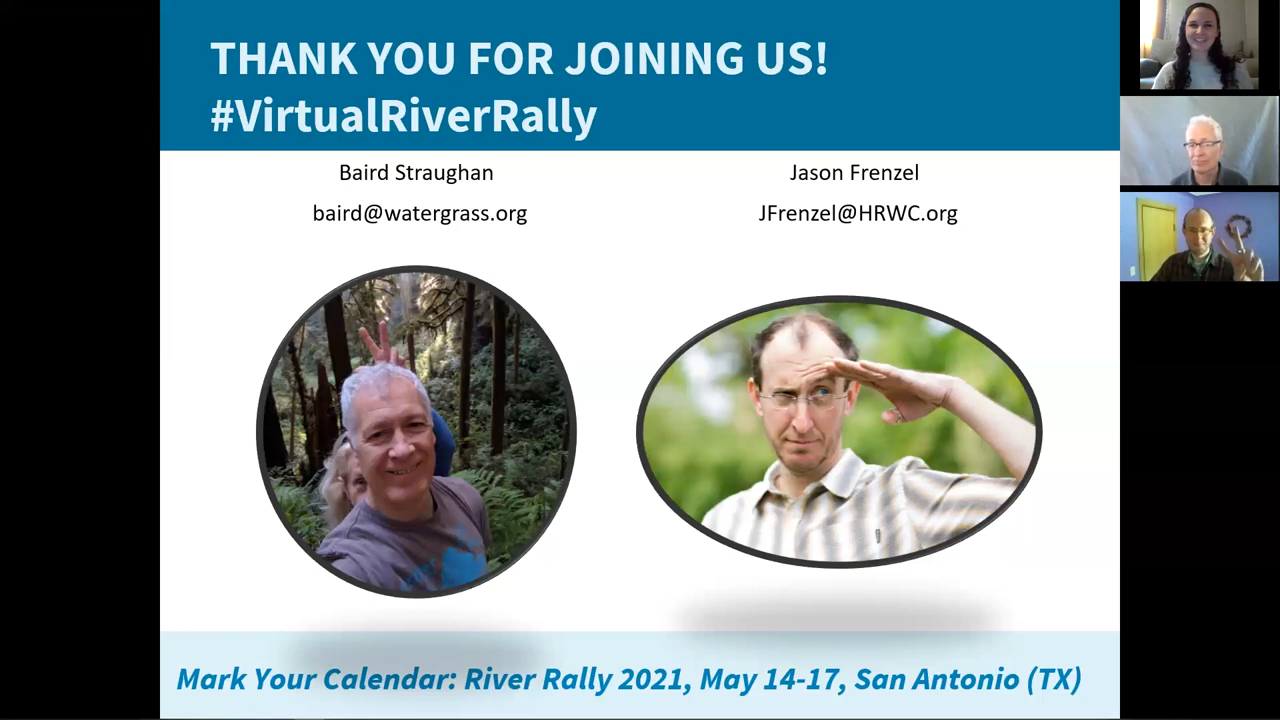 THANK YOU FOR JOINING US!
#VirtualRiverRally
Baird Straughan
baird@watergrass.org
Jason Frenzel
JFrenzel@HRWC.org
Mark Your Calendar: River Rally 2021, May 14-17, San Antonio (TX)